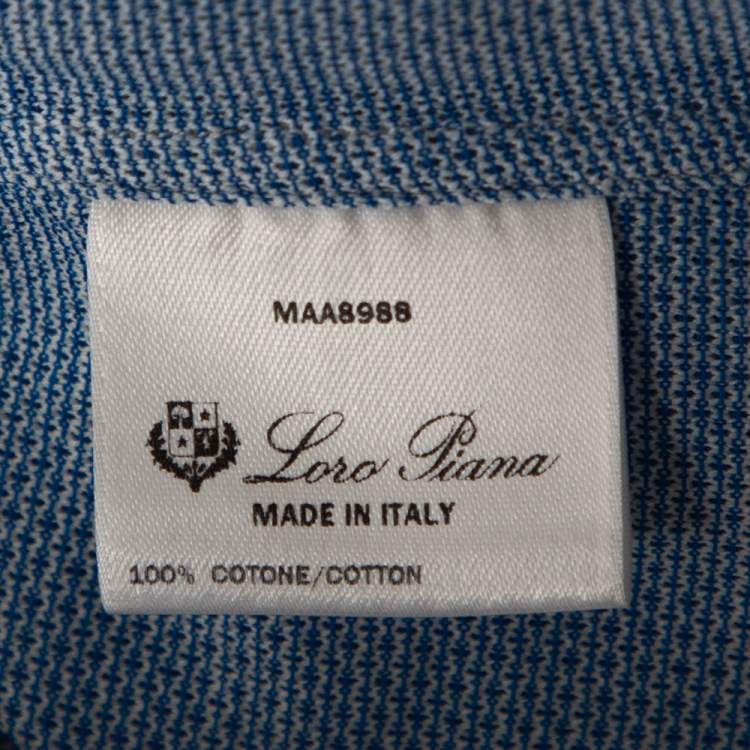 MAA8988
Loro Piana
MADE IN ITALY
100% COTONE/COTTON